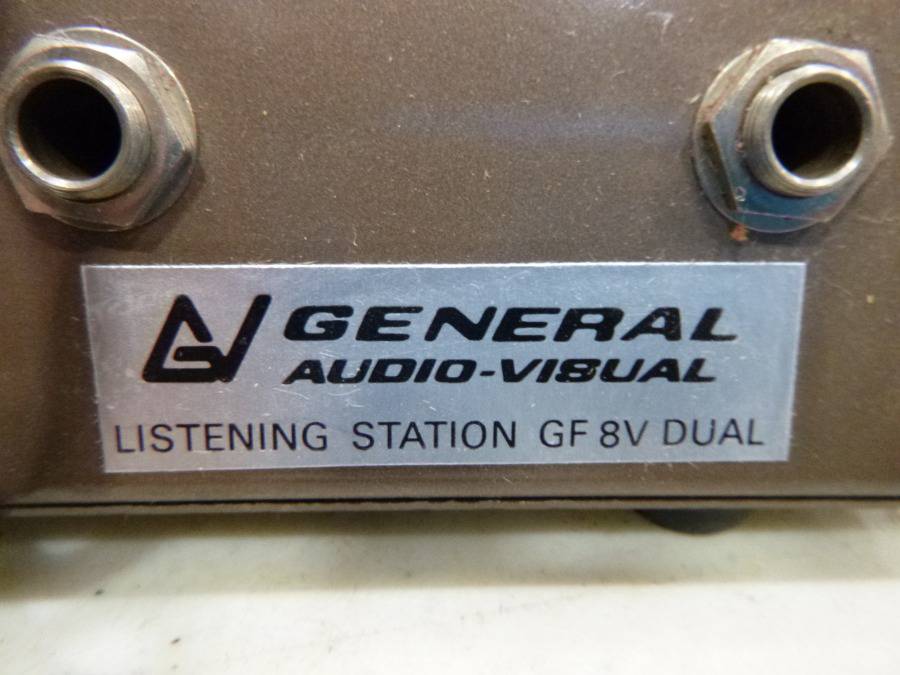 GENERAL
AUDIO-VISUAL
LISTENING STATION GF 8V DUAL